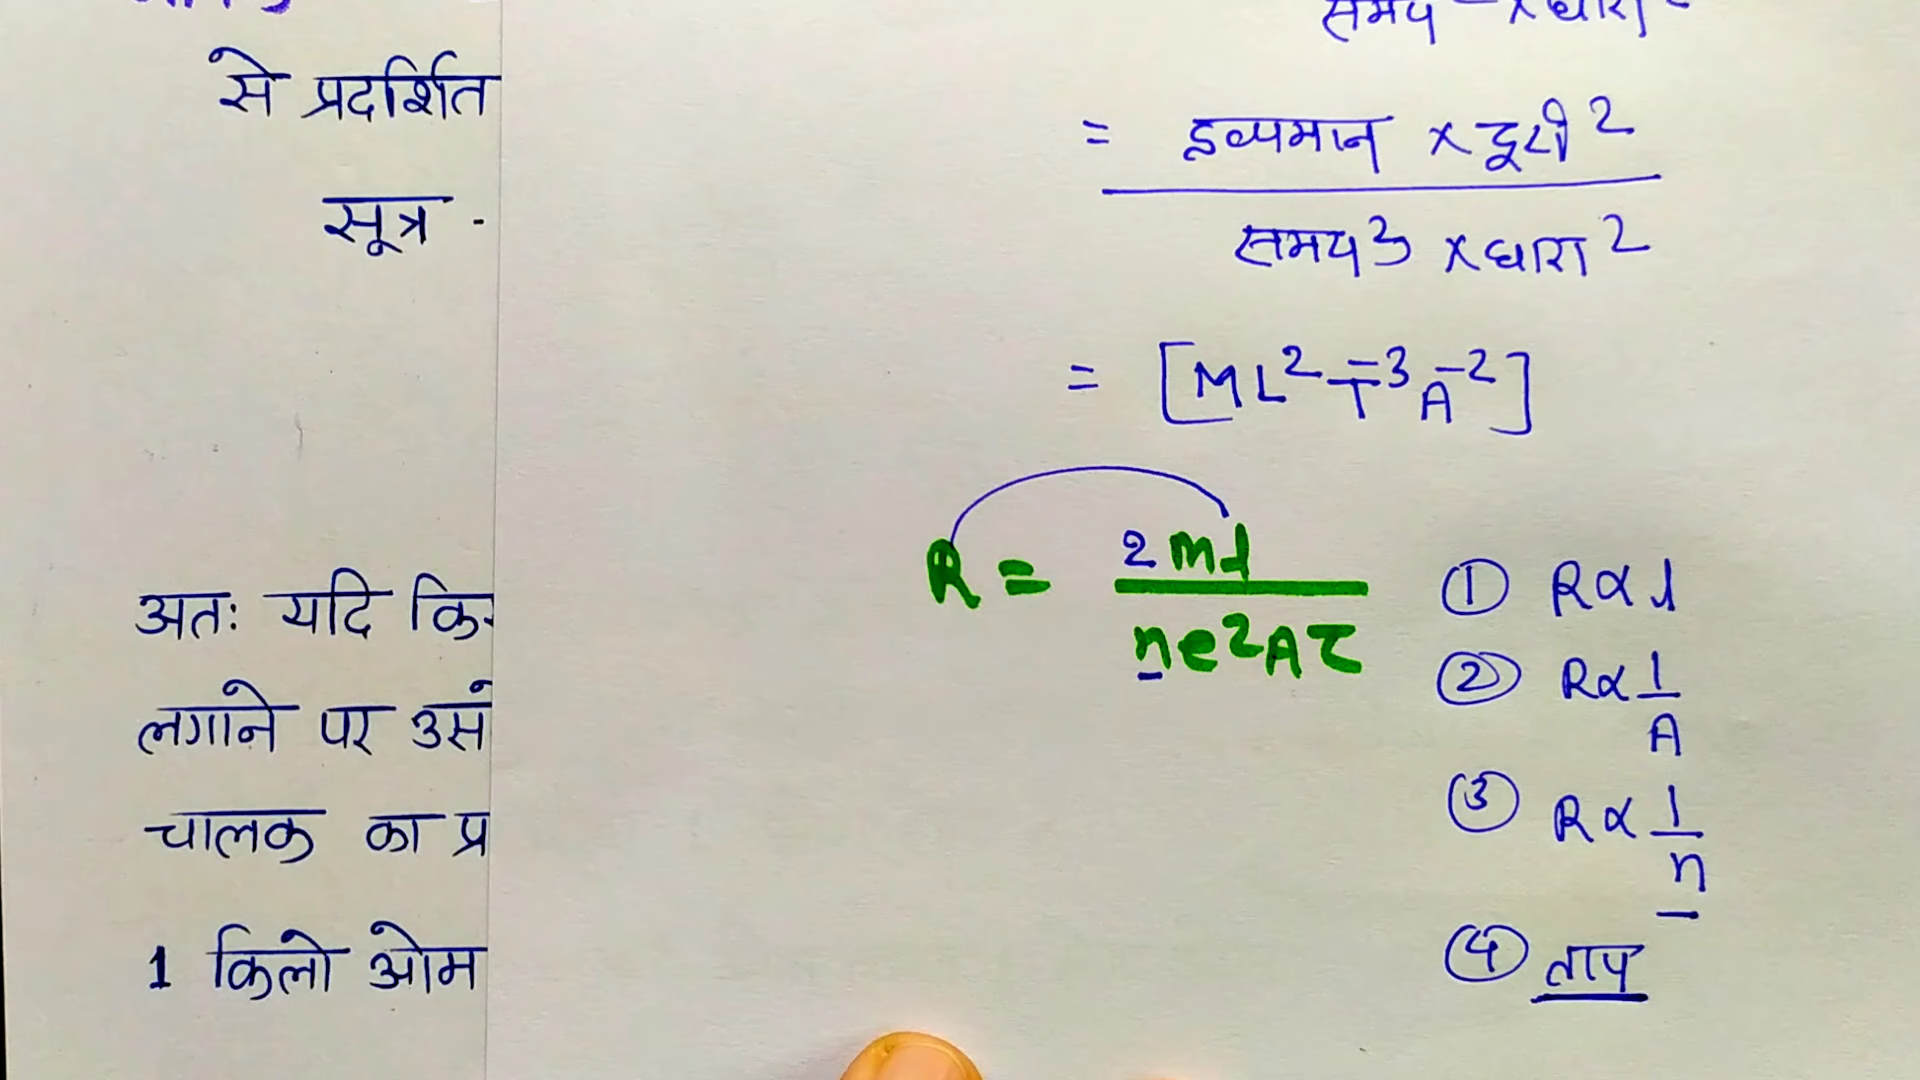 से प्रदर्शित
सूत्र -
अतः यदि कि
लगाने पर उसे
चालक का प्र
1 किलो ओम
समय × धारा
= द्रव्यमान × दूरी²
समय³ × धारा²
= [ML²T⁻³A⁻²]
R = 2ml
ne²Aτ
① R ∝ l
② R ∝ 1/A
③ R ∝ 1/n
④ ताप